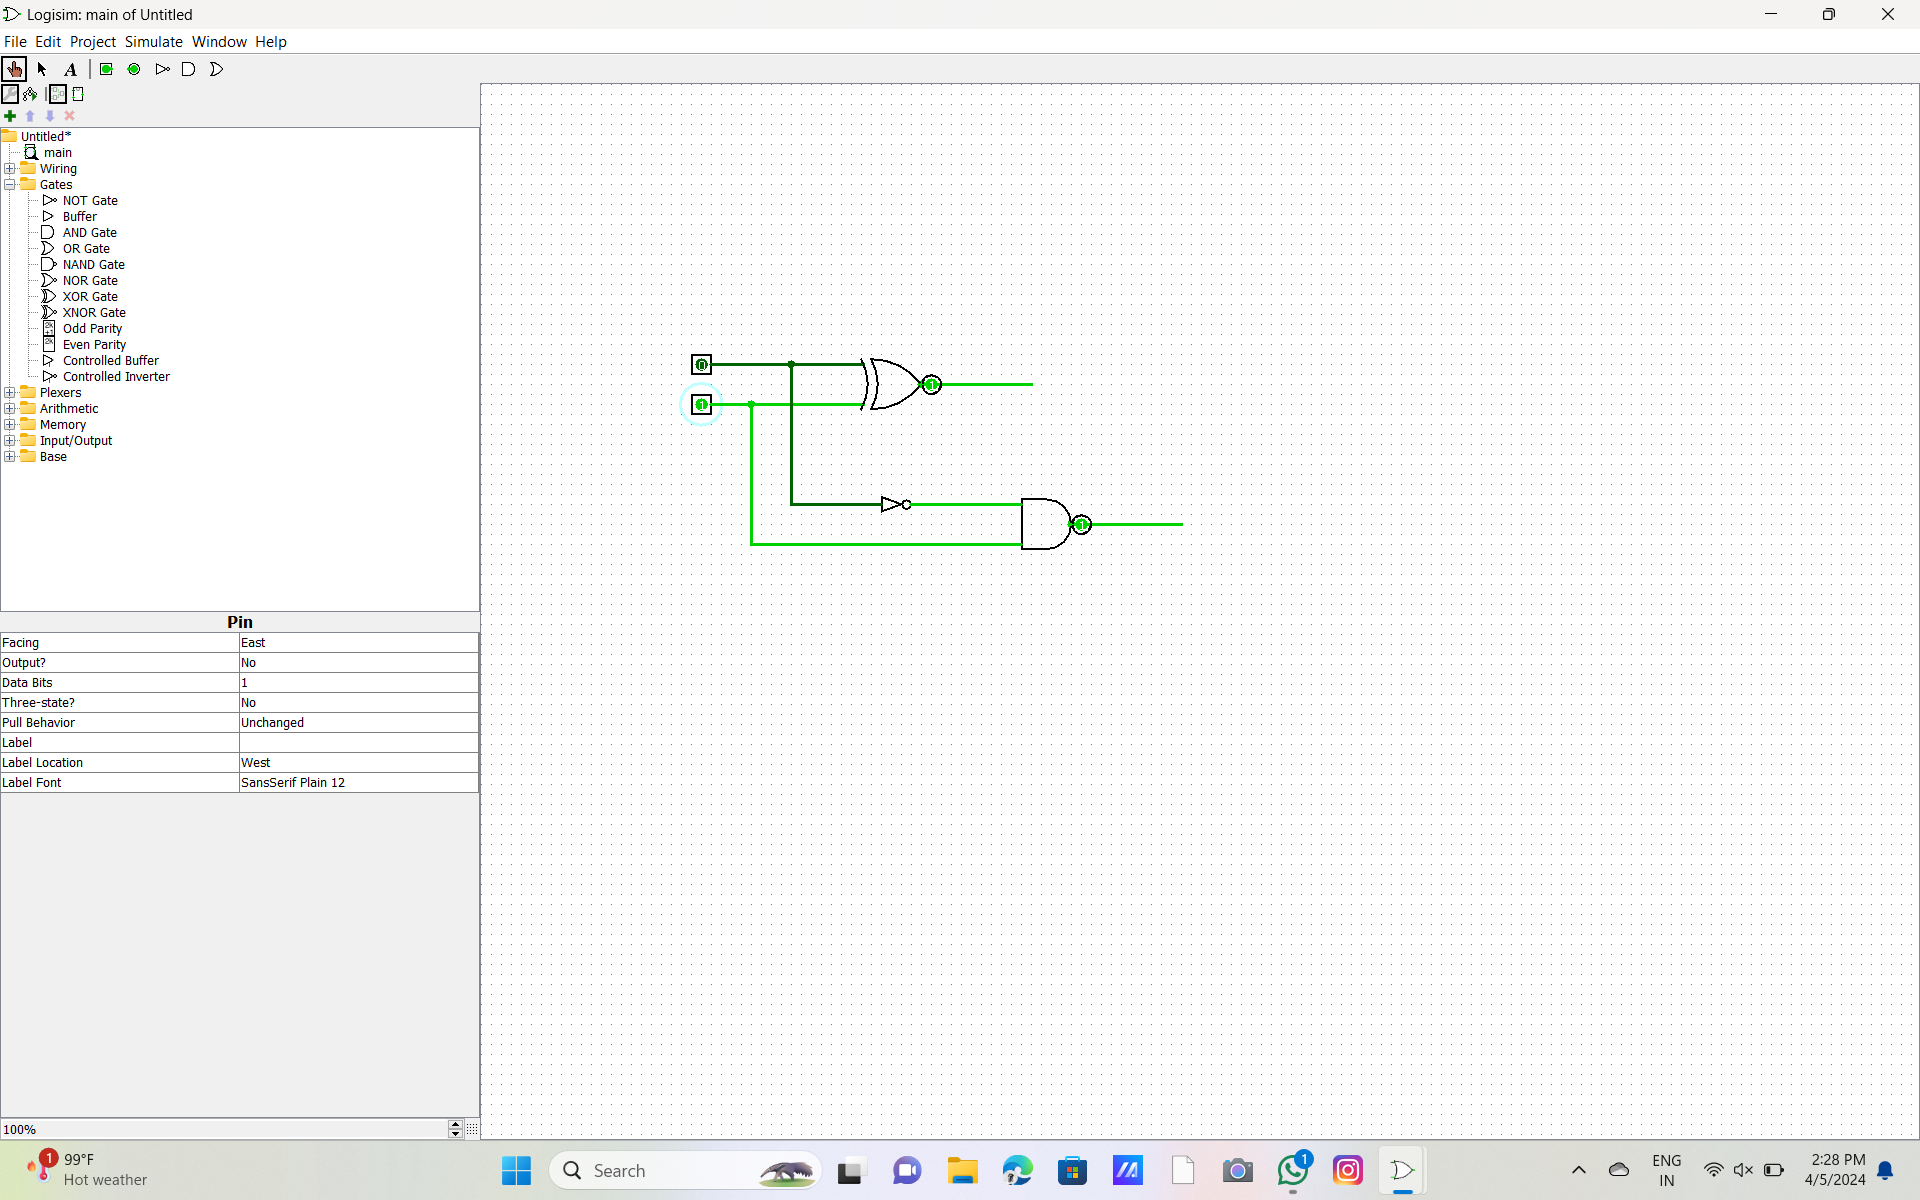 Logisim: main of Untitled
File Edit Project Simulate Window Help
A
Untitled*
main
Wiring
Gates
NOT Gate
Buffer
AND Gate
OR Gate
NAND Gate
NOR Gate
XOR Gate
XNOR Gate
Odd Parity
Even Parity
Controlled Buffer
Controlled Inverter
Plexers
Arithmetic
Memory
Input/Output
Base
Pin
Facing East
Output? No
Data Bits 1
Three-state? No
Pull Behavior Unchanged
Label
Label Location West
Label Font SansSerif Plain 12
100%
0
1
1
1
1
99°F
Hot weather
Search
1
ENG
IN
2:28 PM
4/5/2024